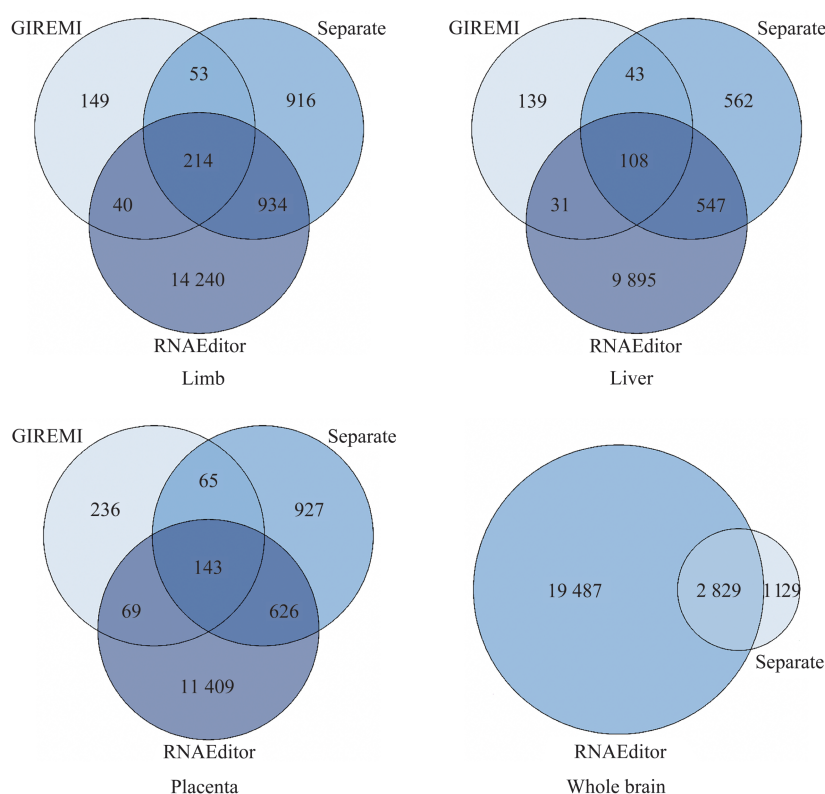 GIREMI
Separate
53
149
916
214
40
934
14 240
RNAEditor
Limb
GIREMI
Separate
43
139
562
108
31
547
9 895
RNAEditor
Liver
GIREMI
Separate
65
236
927
143
69
626
11 409
RNAEditor
Placenta
19 487
2 829
1 129
Separate
RNAEditor
Whole brain